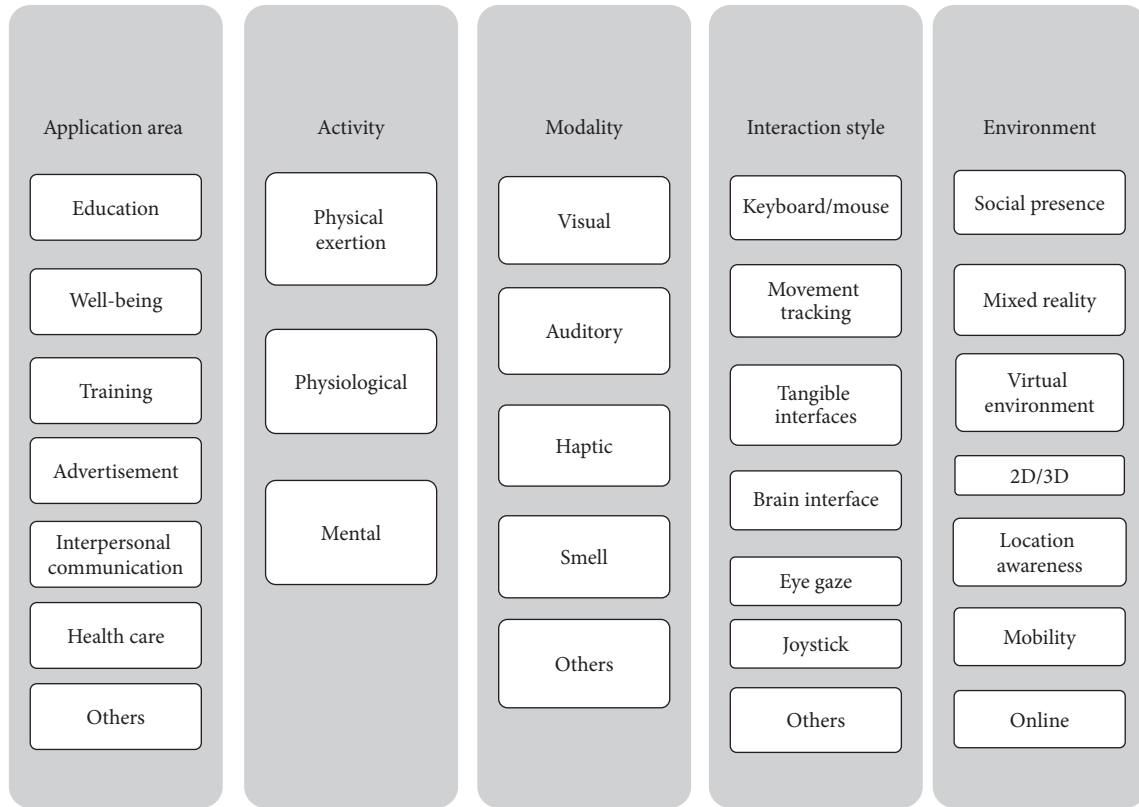 Application area
Education
Well-being
Training
Advertisement
Interpersonal
communication
Health care
Others
Activity
Physical
exertion
Physiological
Mental
Modality
Visual
Auditory
Haptic
Smell
Others
Interaction style
Keyboard/mouse
Movement
tracking
Tangible
interfaces
Brain interface
Eye gaze
Joystick
Others
Environment
Social presence
Mixed reality
Virtual
environment
2D/3D
Location
awareness
Mobility
Online